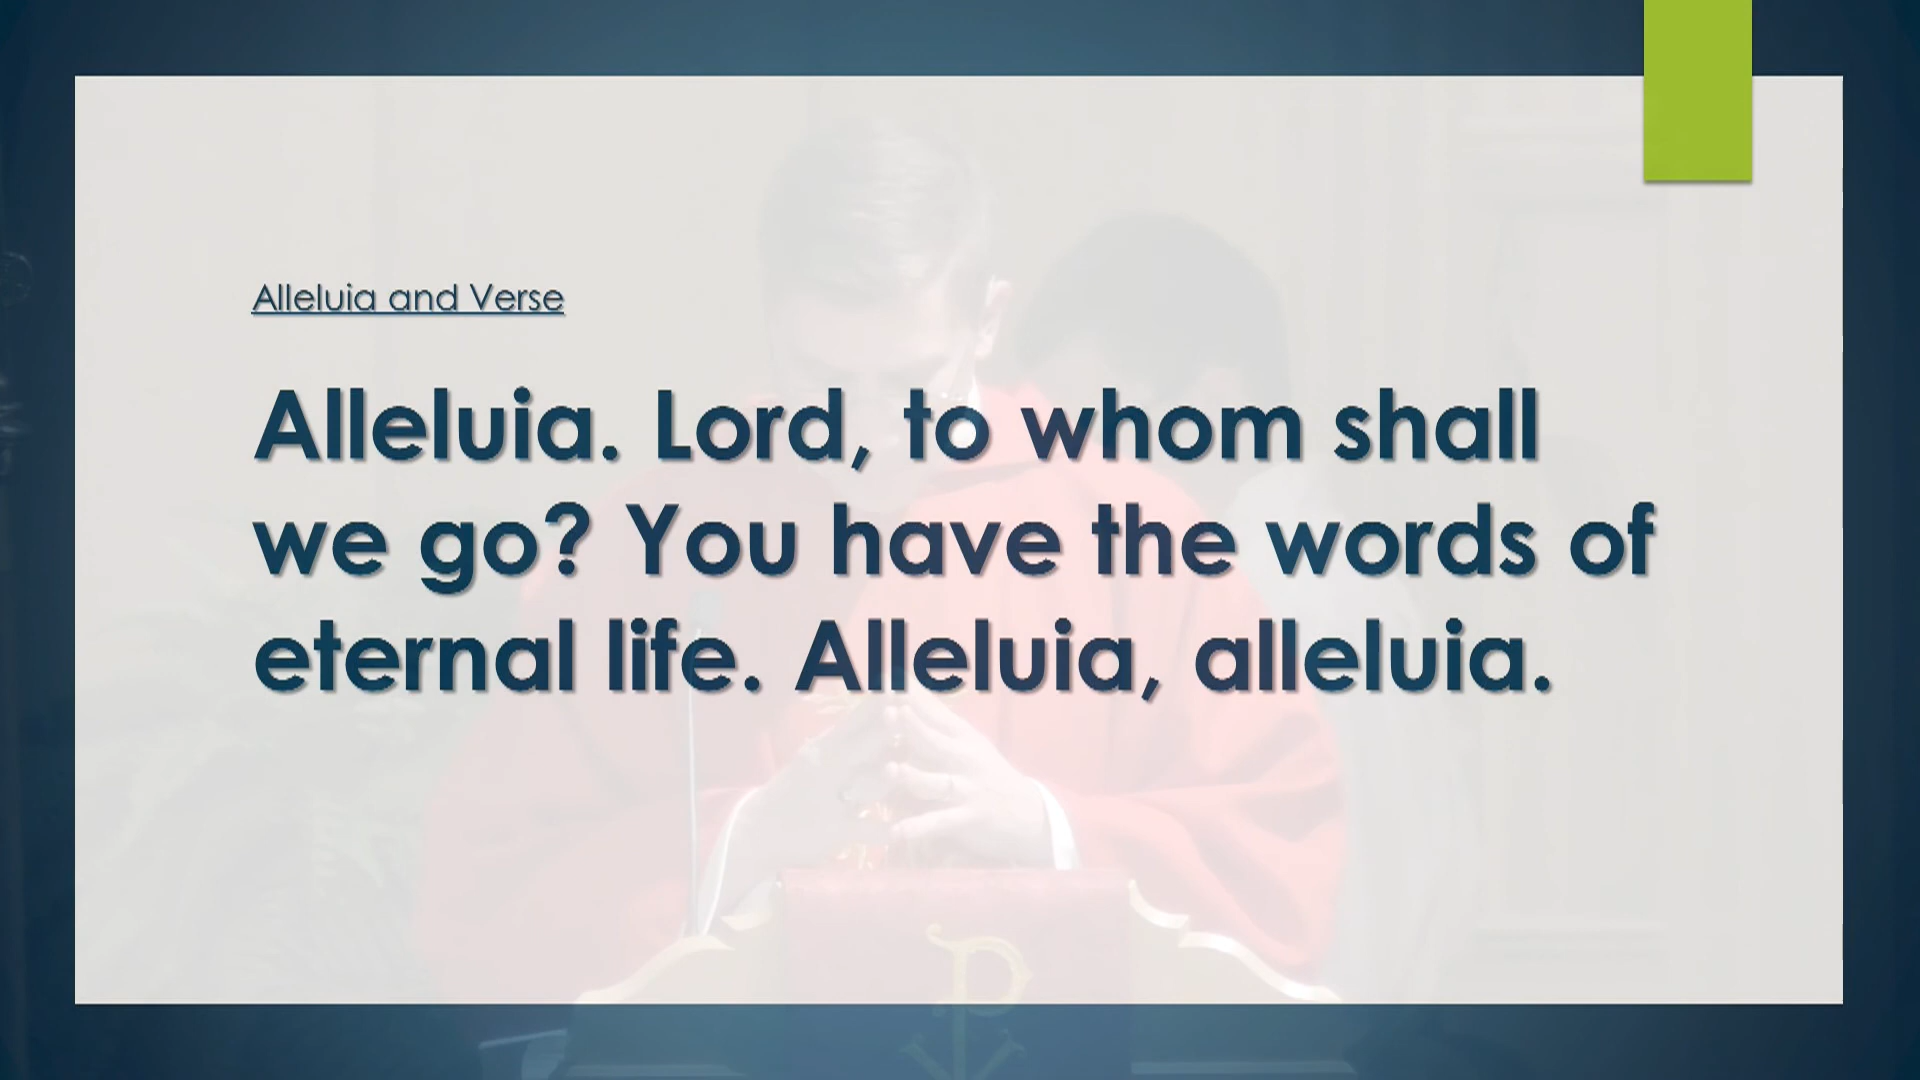 Alleluia and Verse
Alleluia. Lord, to whom shall
we go? You have the words of
eternal life. Alleluia, alleluia.